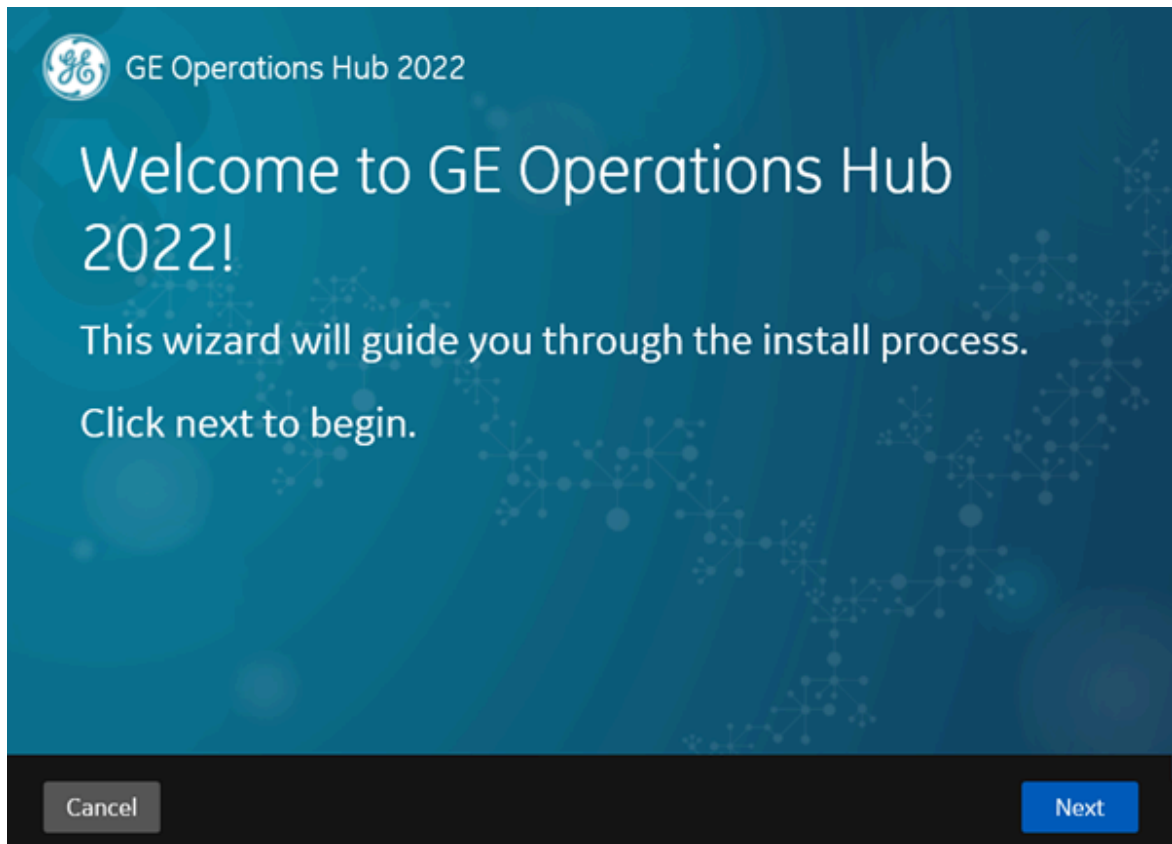 GE Operations Hub 2022
Welcome to GE Operations Hub
2022!
This wizard will guide you through the install process.
Click next to begin.
Cancel
Next